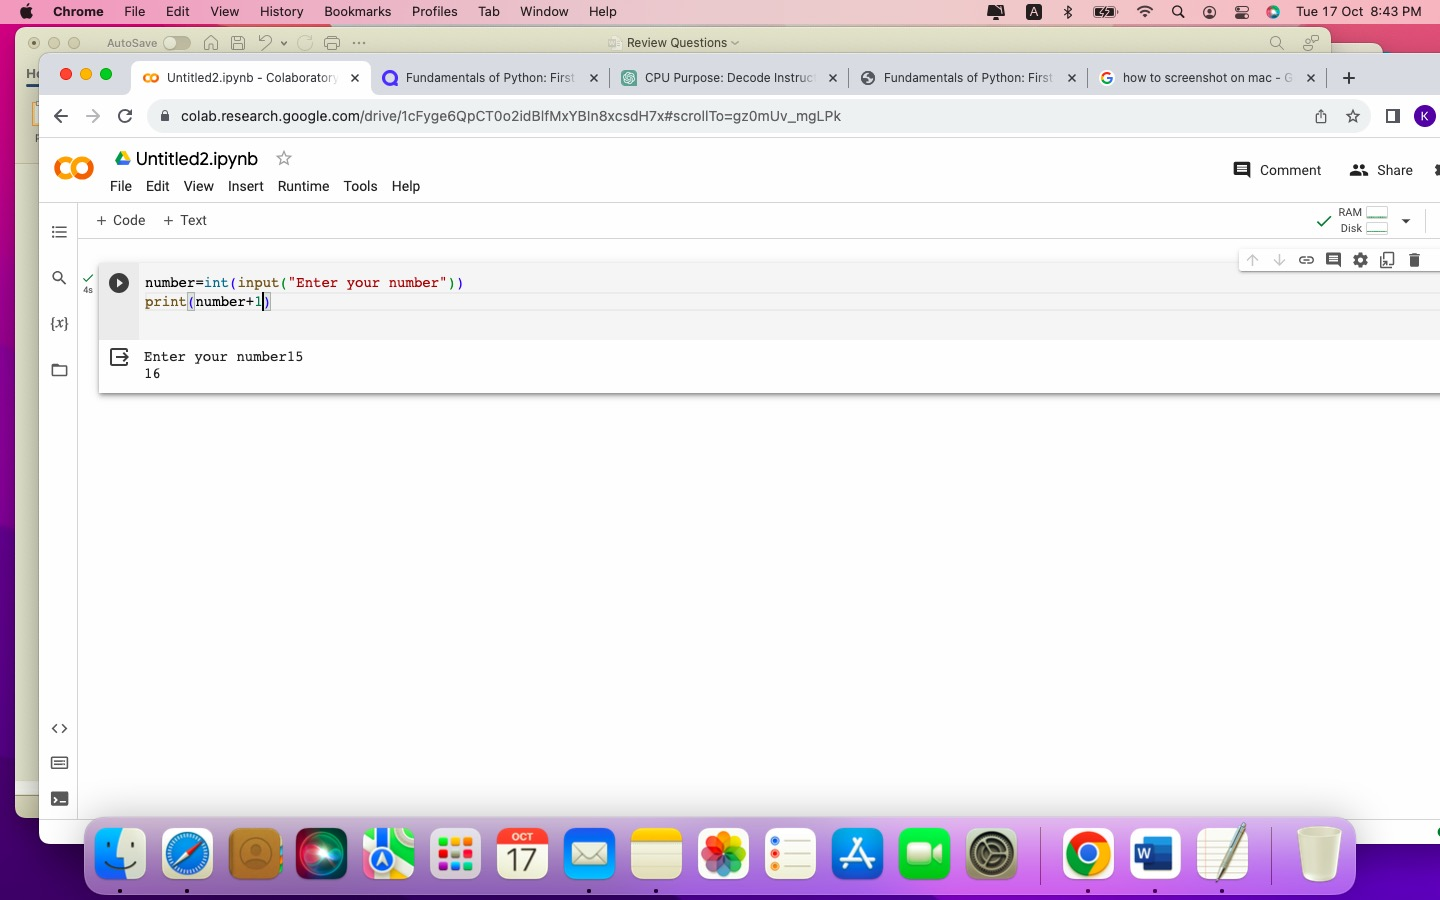 Chrome File Edit View History Bookmarks Profiles Tab Window Help A Tue 17 Oct 8:43 PM
AutoSave Review Questions
Untitled2.ipynb - Colaboratory Fundamentals of Python: First CPU Purpose: Decode Instruc Fundamentals of Python: First how to screenshot on mac - G
colab.research.google.com/drive/1cFyge6QpCT0o2idBlfMxYBln8xcsdH7x#scrollTo=gz0mUv_mgLPk K
Untitled2.ipynb
Comment Share
File Edit View Insert Runtime Tools Help
+ Code + Text
RAM
Disk
number=int(input("Enter your number"))
4s
print(number+1)
{x}
Enter your number15
16
OCT
17
W